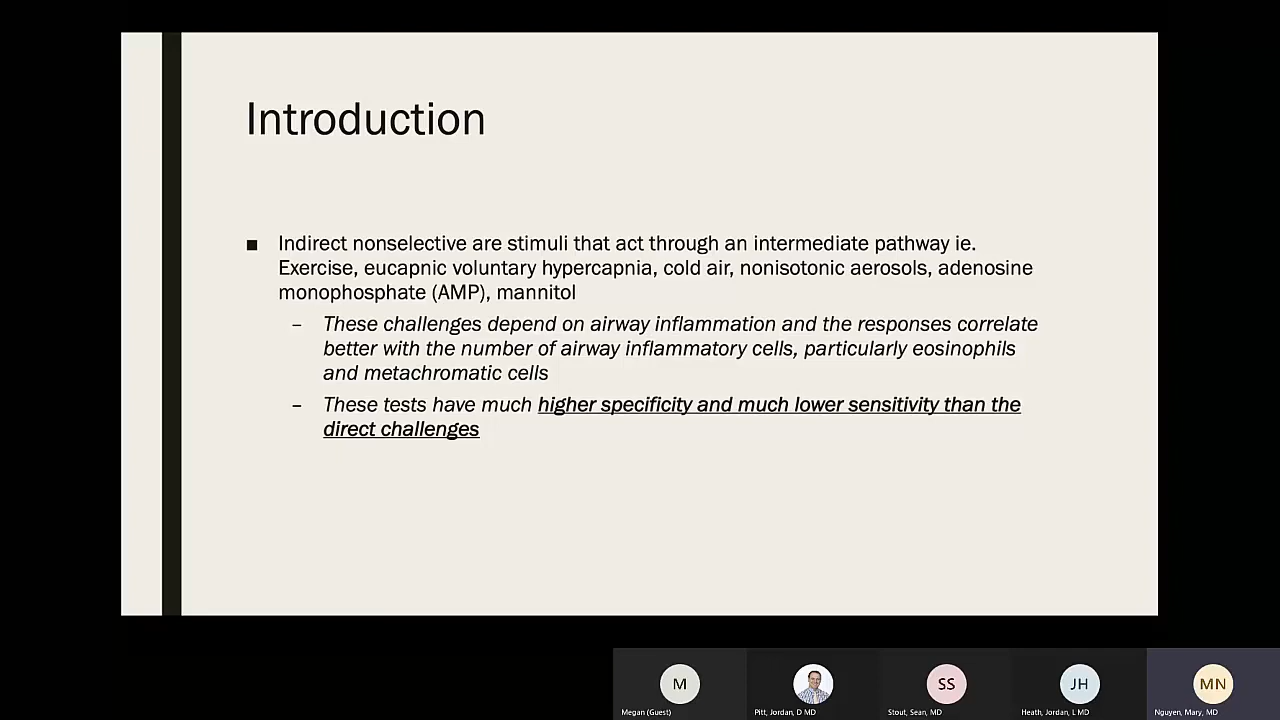 Introduction
■ Indirect nonselective are stimuli that act through an intermediate pathway ie.
Exercise, eucapnic voluntary hypercapnia, cold air, nonisotonic aerosols, adenosine
monophosphate (AMP), mannitol
– These challenges depend on airway inflammation and the responses correlate
better with the number of airway inflammatory cells, particularly eosinophils
and metachromatic cells
– These tests have much higher specificity and much lower sensitivity than the
direct challenges
M
SS
JH
MN
Megan (Guest)
Pitt, Jordan, D MD
Stout, Sean, MD
Heath, Jordan, L MD
Nguyen, Mary, MD